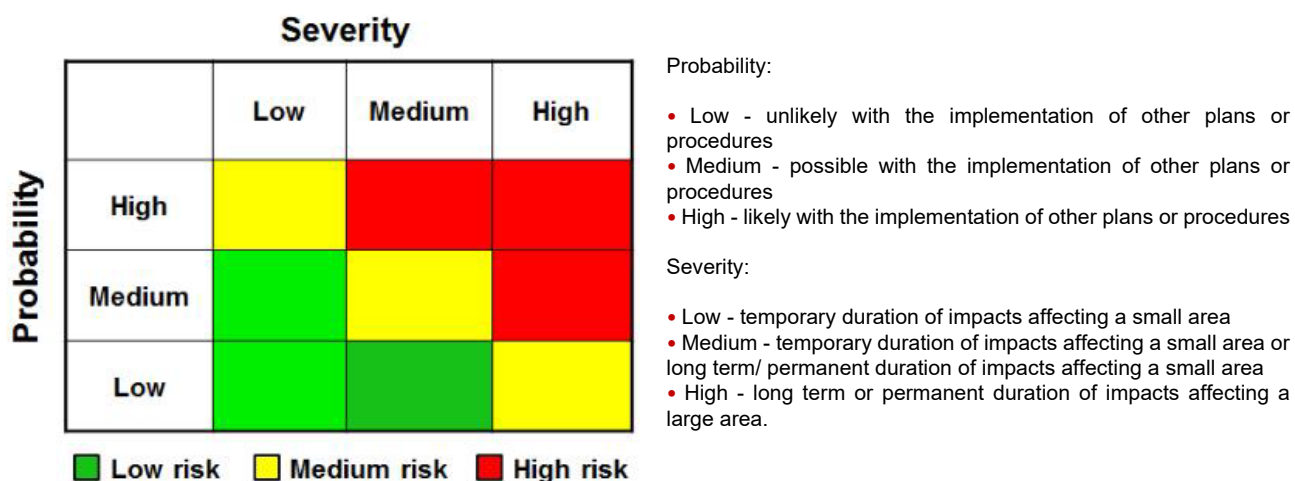 Severity
Low Medium High
Probability
High
Medium
Low
Low risk Medium risk High risk
Probability:
• Low - unlikely with the implementation of other plans or
procedures
• Medium - possible with the implementation of other plans or
procedures
• High - likely with the implementation of other plans or procedures
Severity:
• Low - temporary duration of impacts affecting a small area
• Medium - temporary duration of impacts affecting a small area or
long term/ permanent duration of impacts affecting a small area
• High - long term or permanent duration of impacts affecting a
large area.